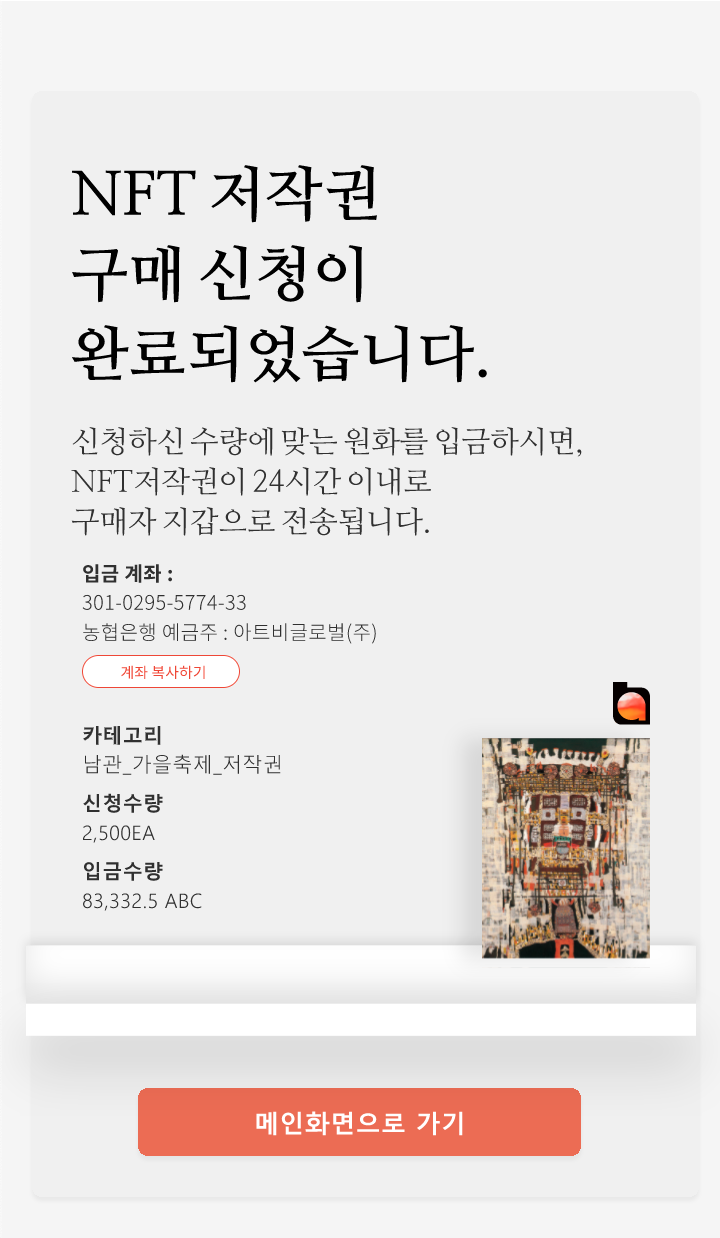 NFT 저작권
구매 신청이
완료되었습니다.
신청하신 수량에 맞는 원화를 입금하시면,
NFT저작권이 24시간 이내로
구매자 지갑으로 전송됩니다.
입금 계좌 :
301-0295-5774-33
농협은행 예금주 : 아트비글로벌(주)
계좌 복사하기
카테고리
남관_가을축제_저작권
신청수량
2,500EA
입금수량
83,332.5 ABC
메인화면으로 가기